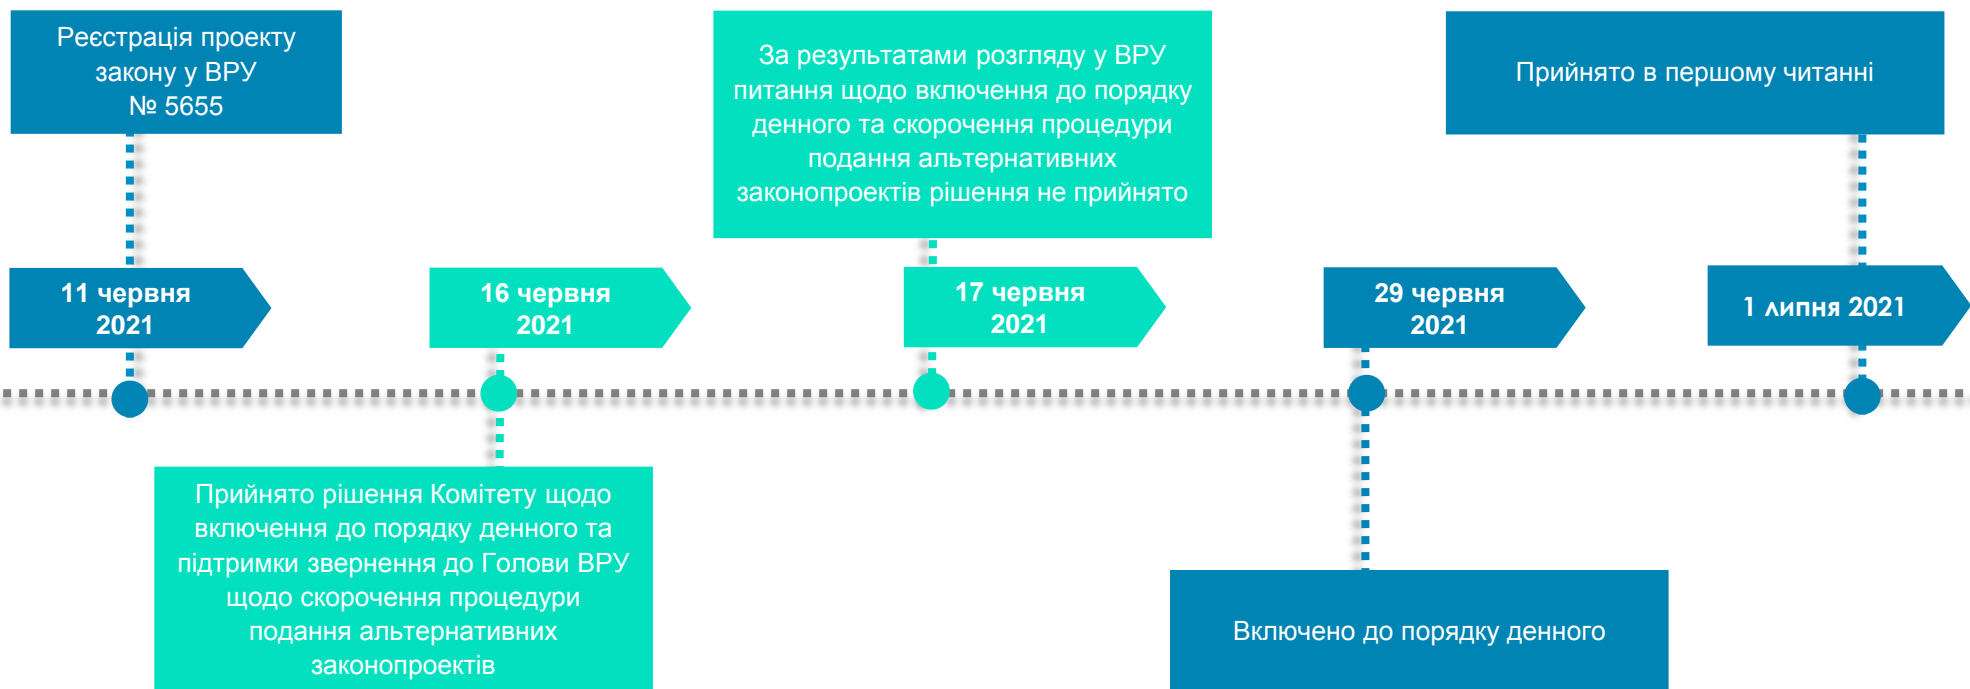 Реєстрація проекту
закону у ВРУ
№ 5655
За результатами розгляду у ВРУ
питання щодо включення до порядку
денного та скорочення процедури
подання альтернативних
законопроектів рішення не прийнято
Прийнято в першому читанні
11 червня
2021
16 червня
2021
17 червня
2021
29 червня
2021
1 липня 2021
Прийнято рішення Комітету щодо
включення до порядку денного та
підтримки звернення до Голови ВРУ
щодо скорочення процедури
подання альтернативних
законопроектів
Включено до порядку денного